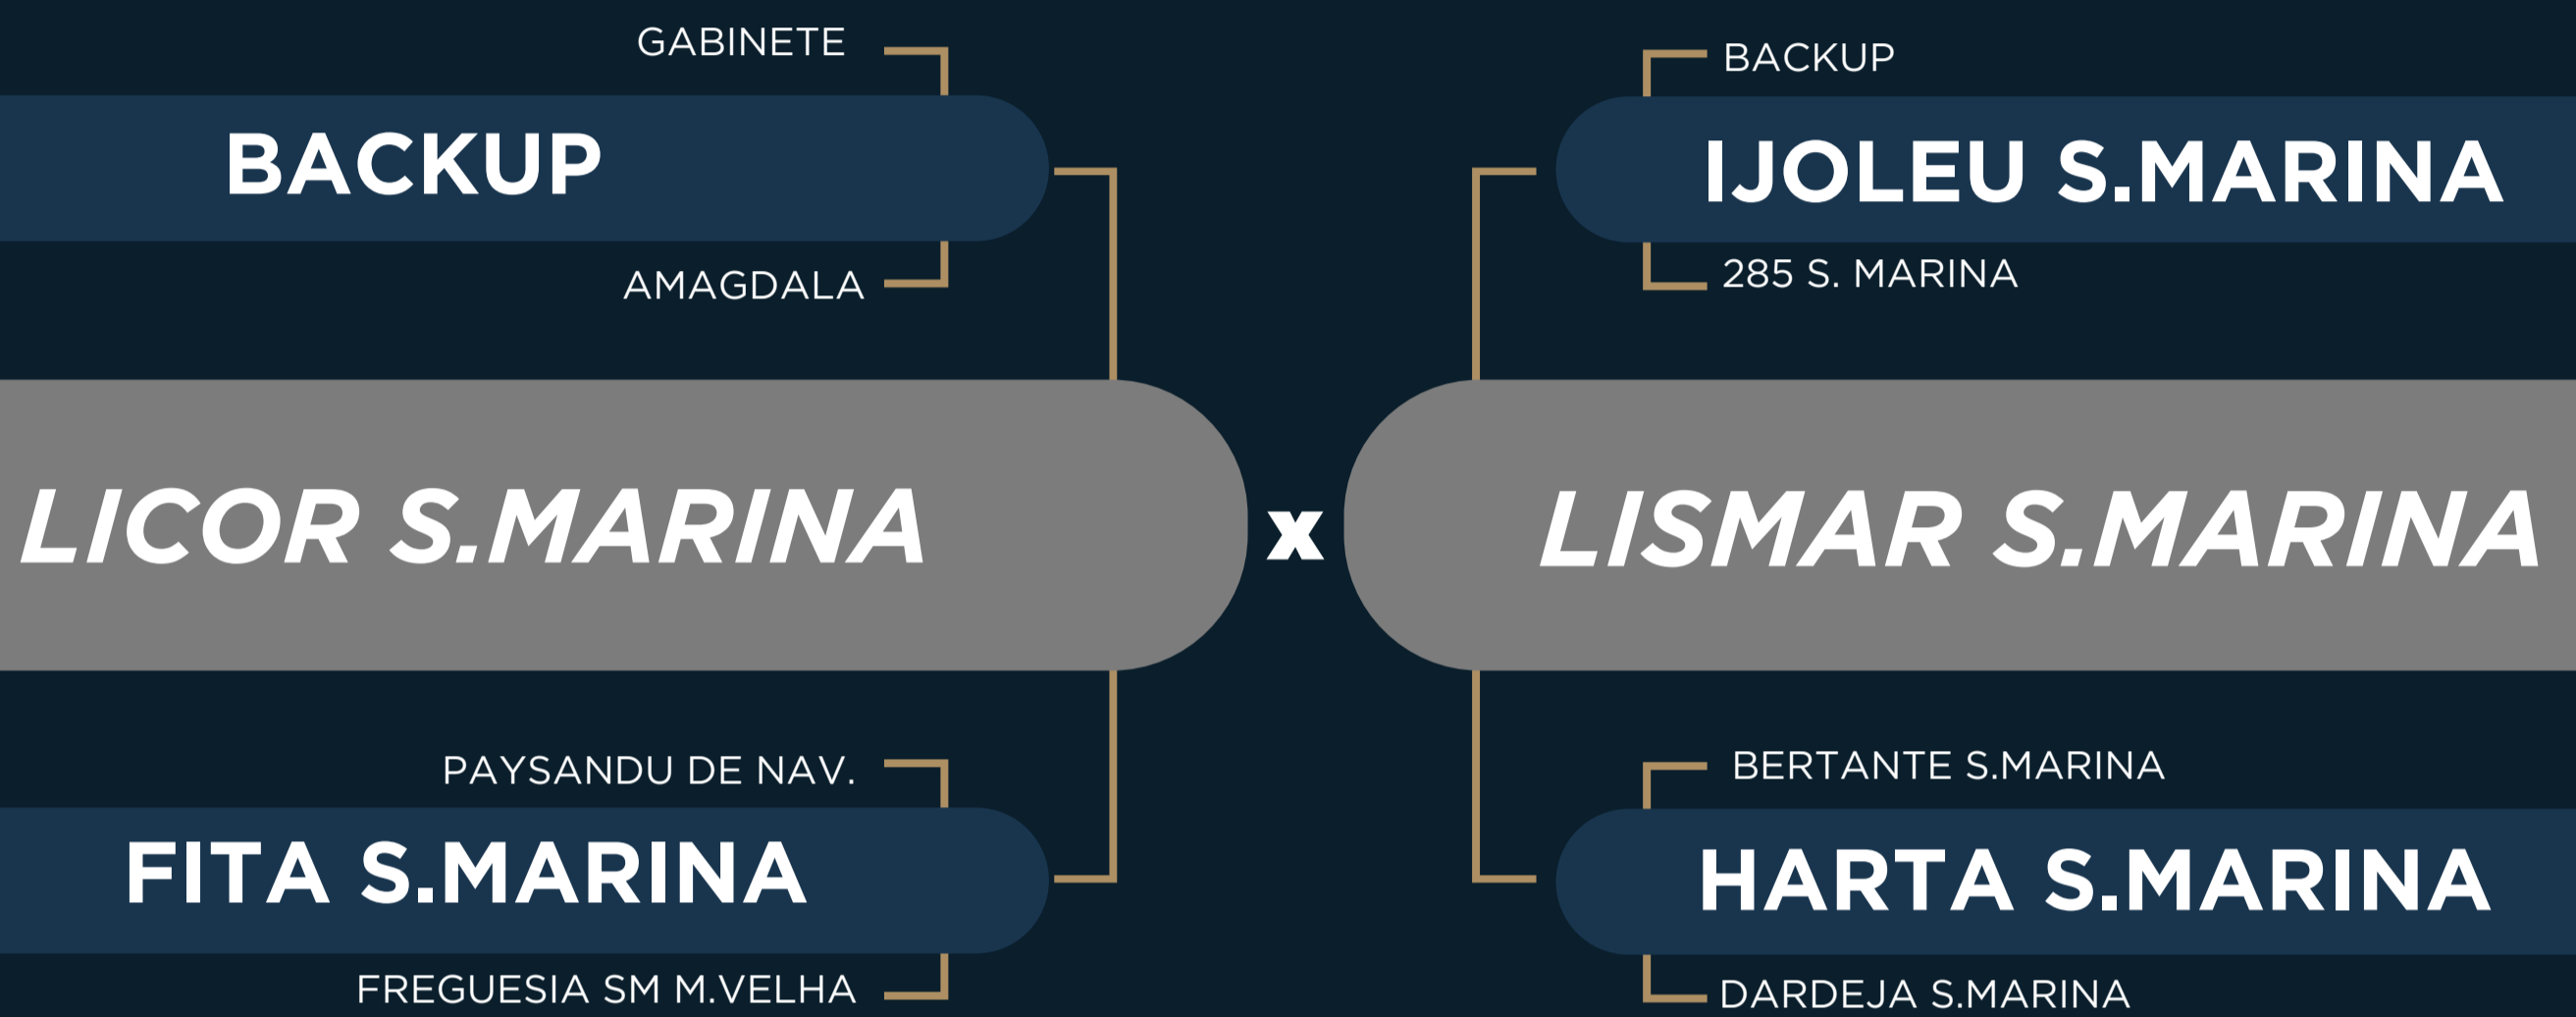 GABINETE
BACKUP
AMAGDALA
LICOR S.MARINA
PAYSANDU DE NAV.
FITA S.MARINA
FREGUESIA SM M.VELHA
x
BACKUP
IJOLEU S.MARINA
285 S. MARINA
LISMAR S.MARINA
BERTANTE S.MARINA
HARTA S.MARINA
DARDEJA S.MARINA